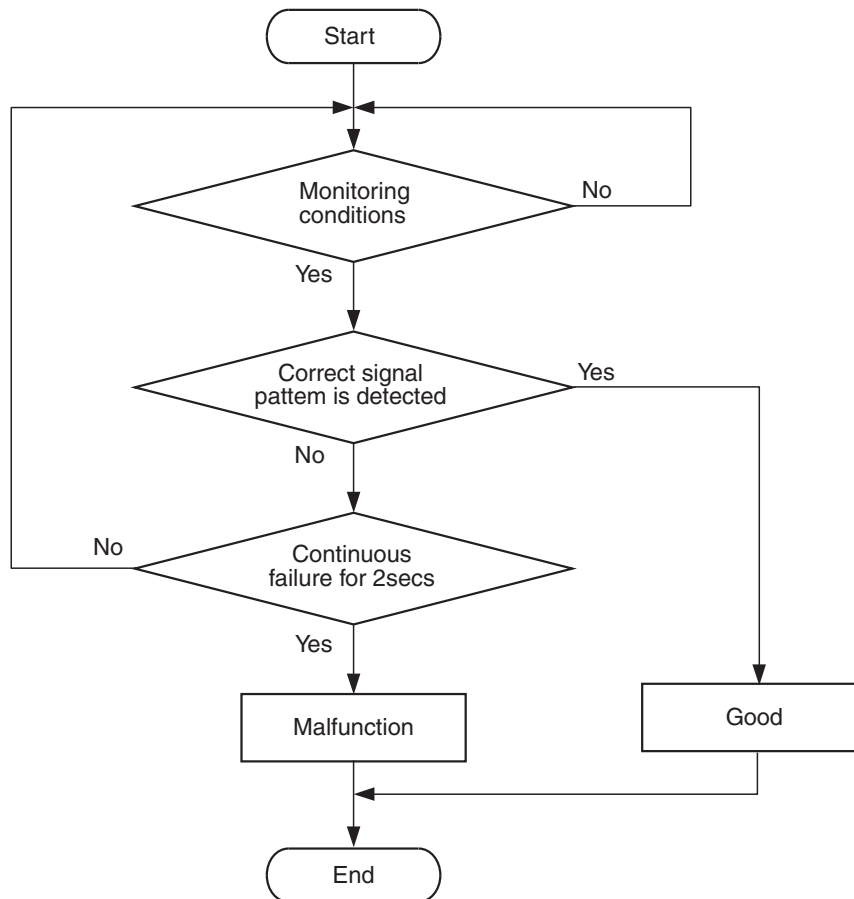 Start
Monitoring
conditions
No
Yes
Correct signal
pattem is detected
Yes
No
Continuous
failure for 2secs
No
Yes
Malfunction
Good
End